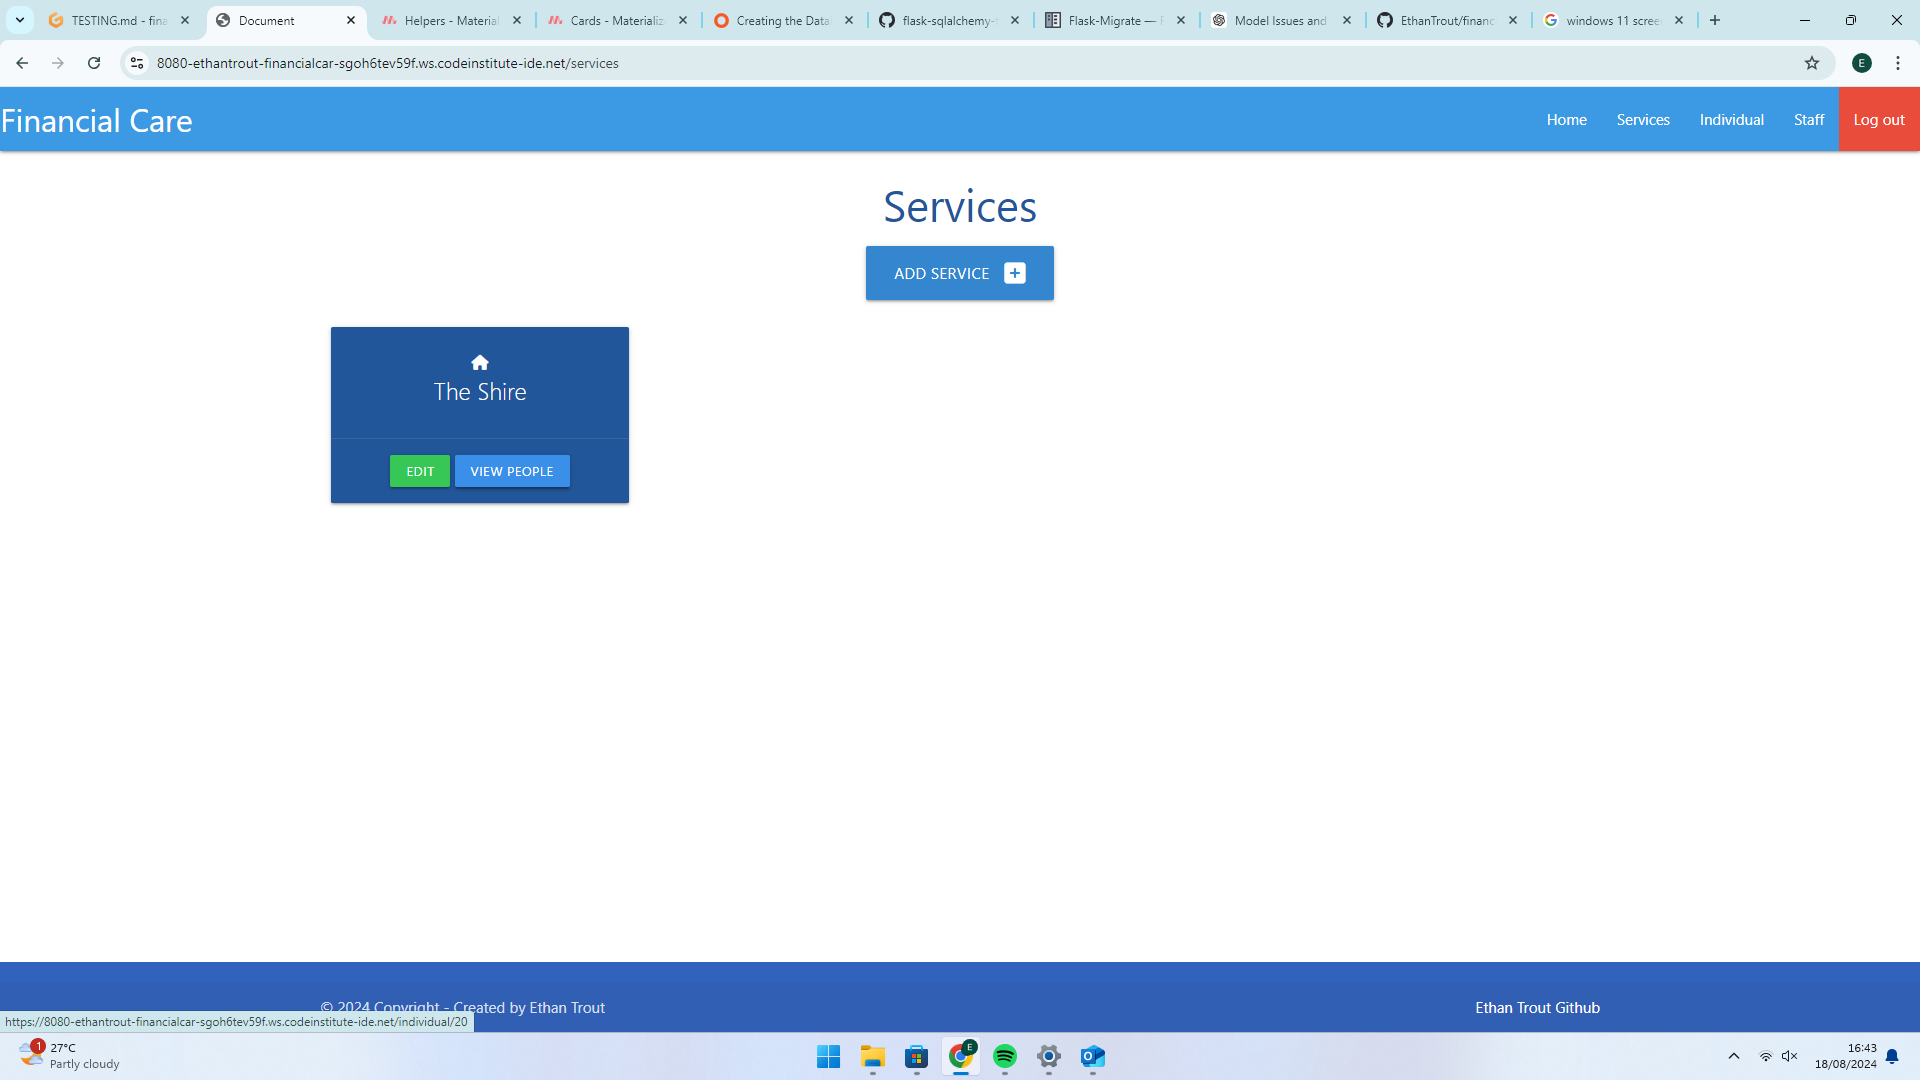 TESTING.md - fina
Document
Helpers - Material
Cards - Materializ
Creating the Data
flask-sqlalchemy-
Flask-Migrate —
Model Issues and
EthanTrout/financ
windows 11 scree
8080-ethantrout-financialcar-sgoh6tev59f.ws.codeinstitute-ide.net/services
E
Financial Care
Home
Services
Individual
Staff
Log out
Services
ADD SERVICE
The Shire
EDIT
VIEW PEOPLE
© 2024 Copyright - Created by Ethan Trout
Ethan Trout Github
https://8080-ethantrout-financialcar-sgoh6tev59f.ws.codeinstitute-ide.net/individual/20
1
27°C
Partly cloudy
E
16:43
18/08/2024